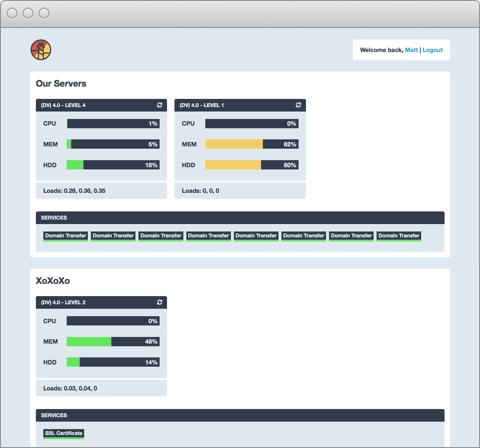 Welcome back, Matt | Logout
Our Servers
(DV) 4.0 - LEVEL 4
CPU 1%
MEM 5%
HDD 18%
Loads: 0.28, 0.36, 0.35
(DV) 4.0 - LEVEL 1
CPU 0%
MEM 62%
HDD 60%
Loads: 0, 0, 0
SERVICES
Domain Transfer Domain Transfer Domain Transfer Domain Transfer Domain Transfer Domain Transfer Domain Transfer Domain Transfer
XoXoXo
(DV) 4.0 - LEVEL 2
CPU 0%
MEM 48%
HDD 14%
Loads: 0.03, 0.04, 0
SERVICES
SSL Certificate